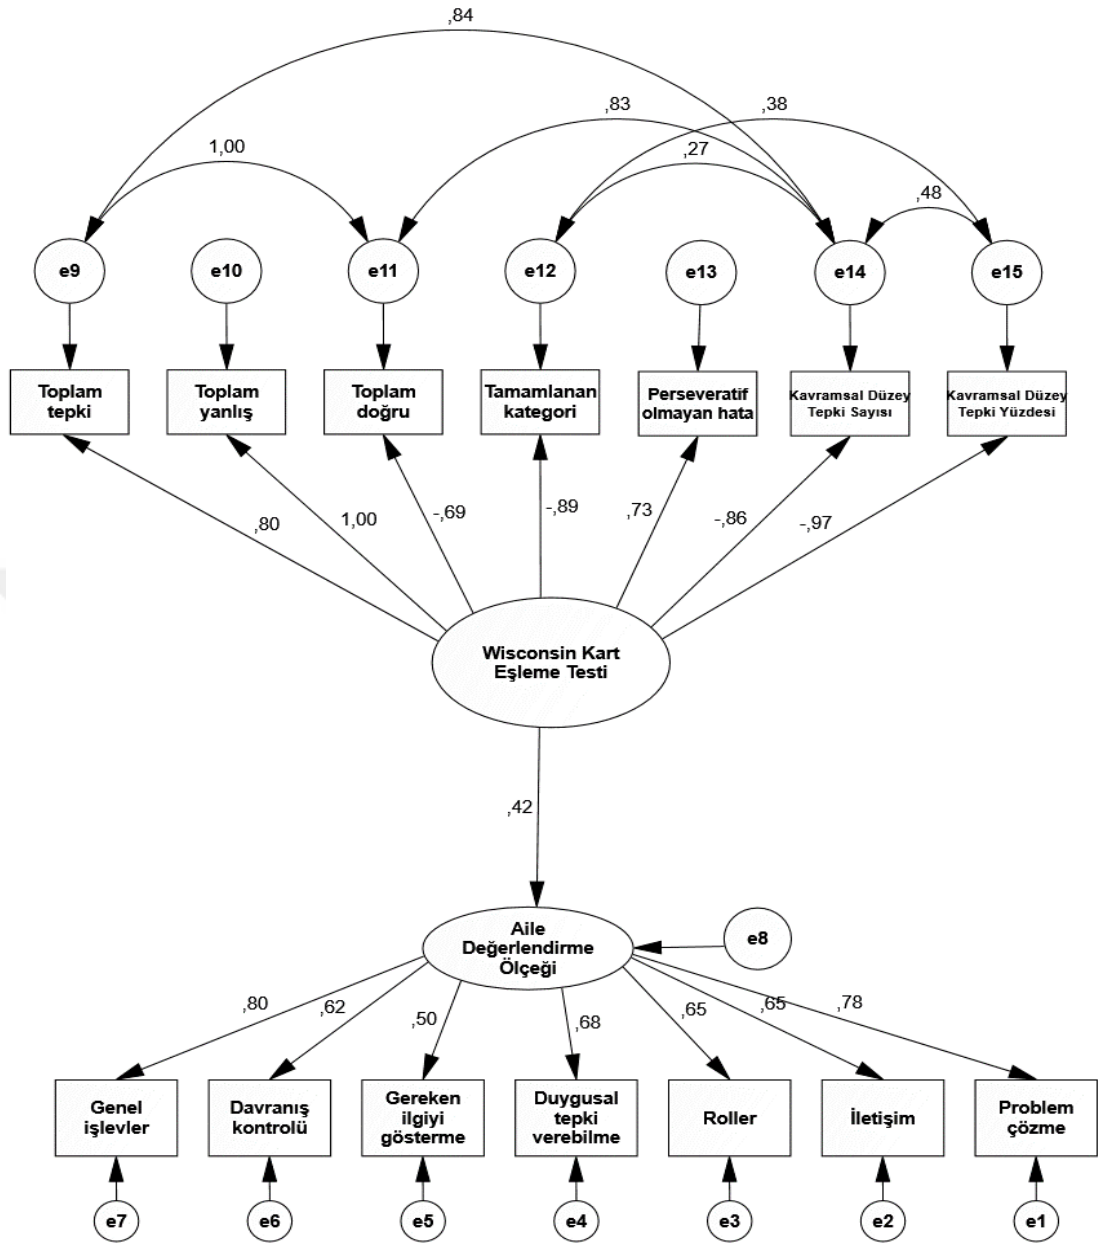 ,84
,83
,38
1,00
,27
,48
e9
e10
e11
e12
e13
e14
e15
Toplam
tepki
Toplam
yanlış
Toplam
doğru
Tamamlanan
kategori
Perseveratif
olmayan hata
Kavramsal Düzey
Tepki Sayısı
Kavramsal Düzey
Tepki Yüzdesi
,80
1,00
-,69
-,89
,73
-,86
-,97
Wisconsin Kart
Eşleme Testi
,42
Aile
Değerlendirme
Ölçeği
e8
,80
,62
,50
,68
,65
,65
,78
Genel
işlevler
Davranış
kontrolü
Gereken
ilgiyi
gösterme
Duygusal
tepki
verebilme
Roller
İletişim
Problem
çözme
e7
e6
e5
e4
e3
e2
e1